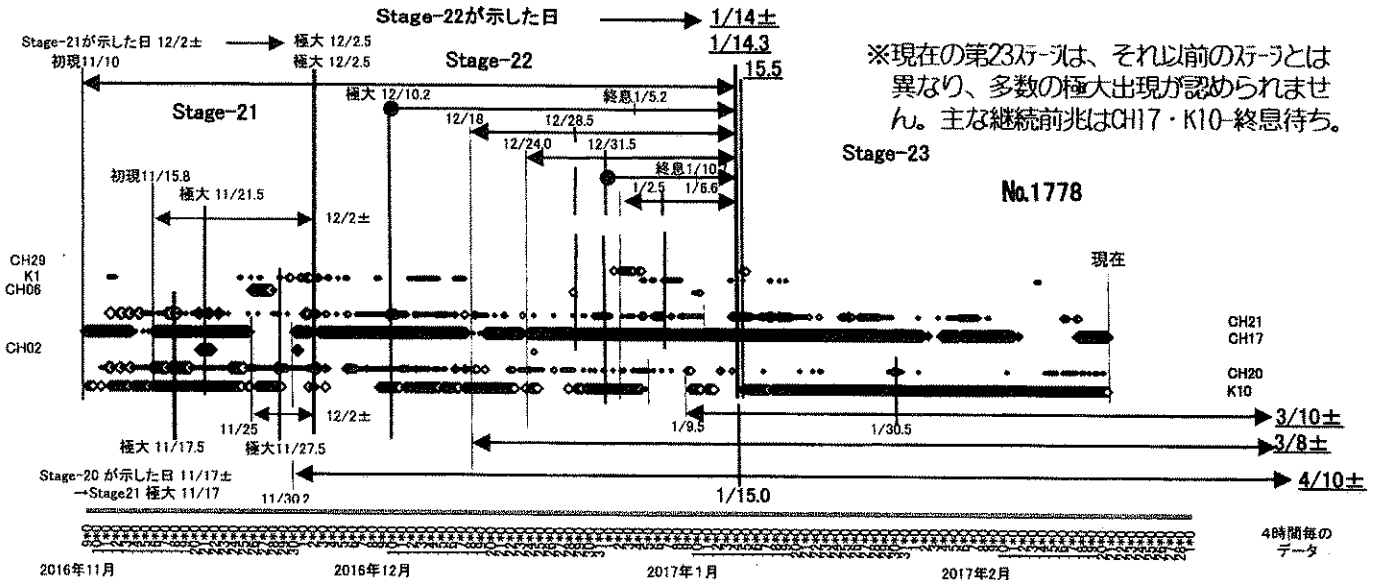 Stage-22が示した日
1/14±
Stage-21が示した日 12/2±
極大 12/2.5
1/14.3
初現11/10
極大 12/2.5
Stage-22
15.5
※現在の第23ステージは、それ以前のステージとは
異なり、多数の極大出現が認められませ
ん。主な継続前兆はCH17・K10-終息待ち。
極大 12/10.2
終息1/5.2
Stage-21
12/18
12/28.5
12/24.0
12/31.5
Stage-23
初現11/15.8
終息1/10.7
極大 11/21.5
1/2.5
1/6.6
No.1778
12/2±
CH29
現在
K1
CH06
CH21
CH17
CH02
CH20
K10
11/25
12/2±
1/9.5
1/30.5
3/10±
極大 11/17.5
極大11/27.5
3/8±
Stage-20 が示した日 11/17±
4/10±
→Stage21 極大 11/17
11/30.2
1/15.0
4時間毎の
データ
2016年11月
2016年12月
2017年1月
2017年2月